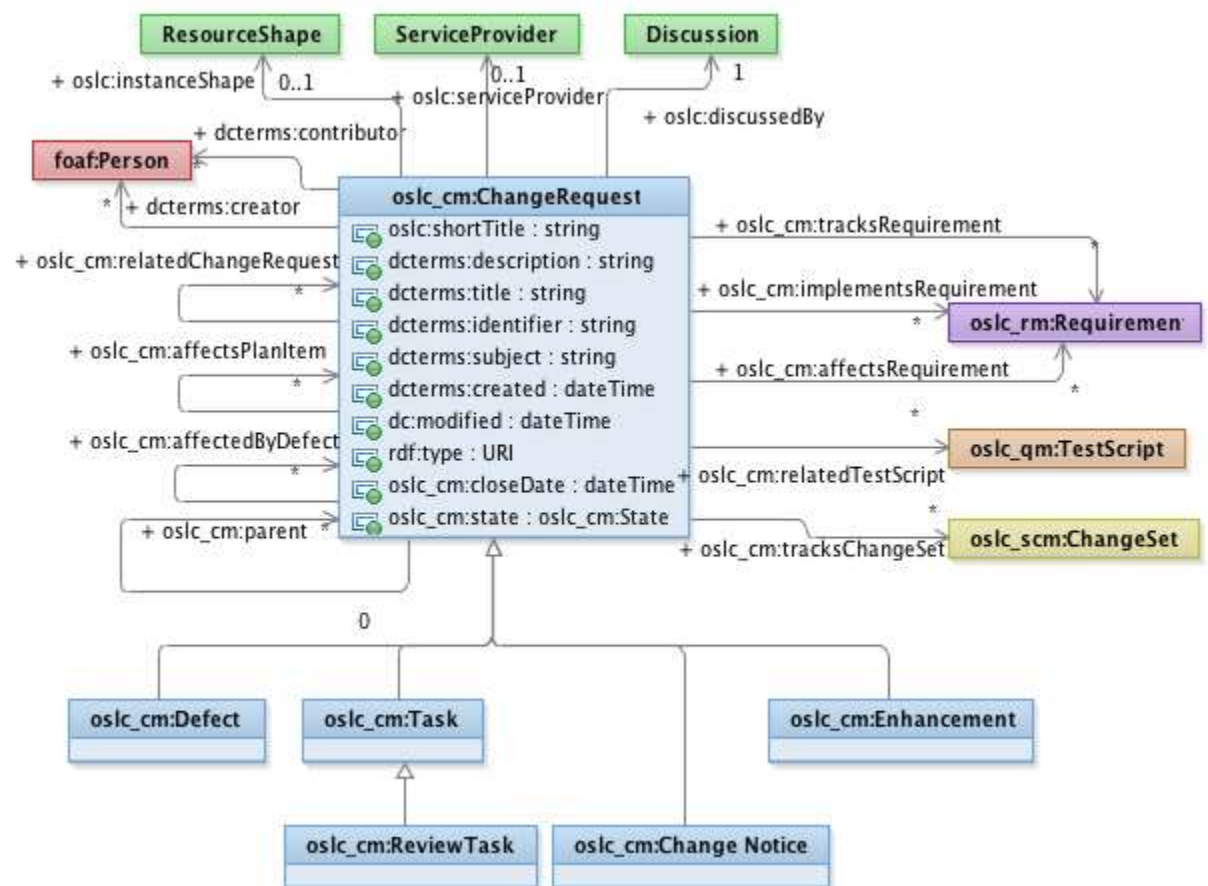 ResourceShape
ServiceProvider
Discussion
+ oslc:instanceShape
0..1
0..1
+ oslc:serviceProvider
1
+ oslc:discussedBy
+ dcterms:contributor
*
foaf:Person
*
+ dcterms:creator
oslc_cm:ChangeRequest
oslc:shortTitle : string
dcterms:description : string
dcterms:title : string
dcterms:identifier : string
dcterms:subject : string
dcterms:created : dateTime
dc:modified : dateTime
rdf:type : URI
oslc_cm:closeDate : dateTime
oslc_cm:state : oslc_cm:State
+ oslc_cm:relatedChangeRequest
*
+ oslc_cm:affectsPlanItem
*
+ oslc_cm:affectedByDefect
*
+ oslc_cm:parent
*
0
+ oslc_cm:tracksRequirement
*
+ oslc_cm:implementsRequirement
*
oslc_rm:Requiremen
+ oslc_cm:affectsRequirement
*
*
oslc_qm:TestScript
+ oslc_cm:relatedTestScript
*
oslc_scm:ChangeSet
+ oslc_cm:tracksChangeSet
oslc_cm:Defect
oslc_cm:Task
oslc_cm:Enhancement
oslc_cm:ReviewTask
oslc_cm:Change Notice